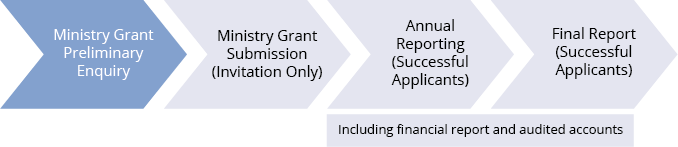 Ministry Grant
Preliminary
Enquiry
Ministry Grant
Submission
(Invitation Only)
Annual
Reporting
(Successful
Applicants)
Final Report
(Successful
Applicants)
Including financial report and audited accounts